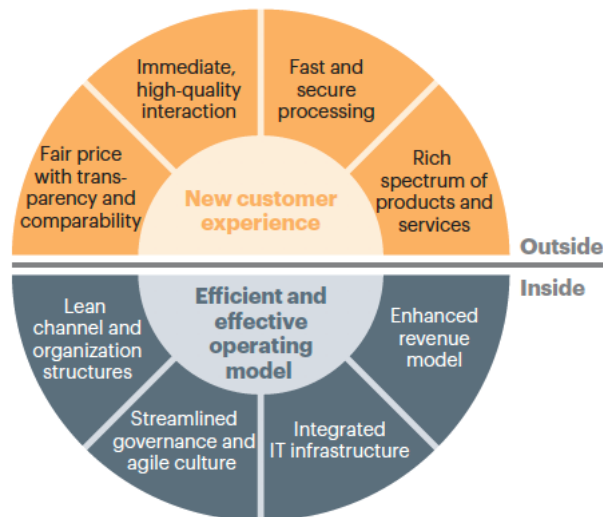 Immediate,
high-quality
interaction
Fast and
secure
processing
Fair price
with trans-
parency and
comparability
Rich
spectrum of
products and
services
New customer
experience
Outside
Inside
Lean
channel and
organization
structures
Efficient and
effective
operating
model
Enhanced
revenue
model
Streamlined
governance and
agile culture
Integrated
IT infrastructure